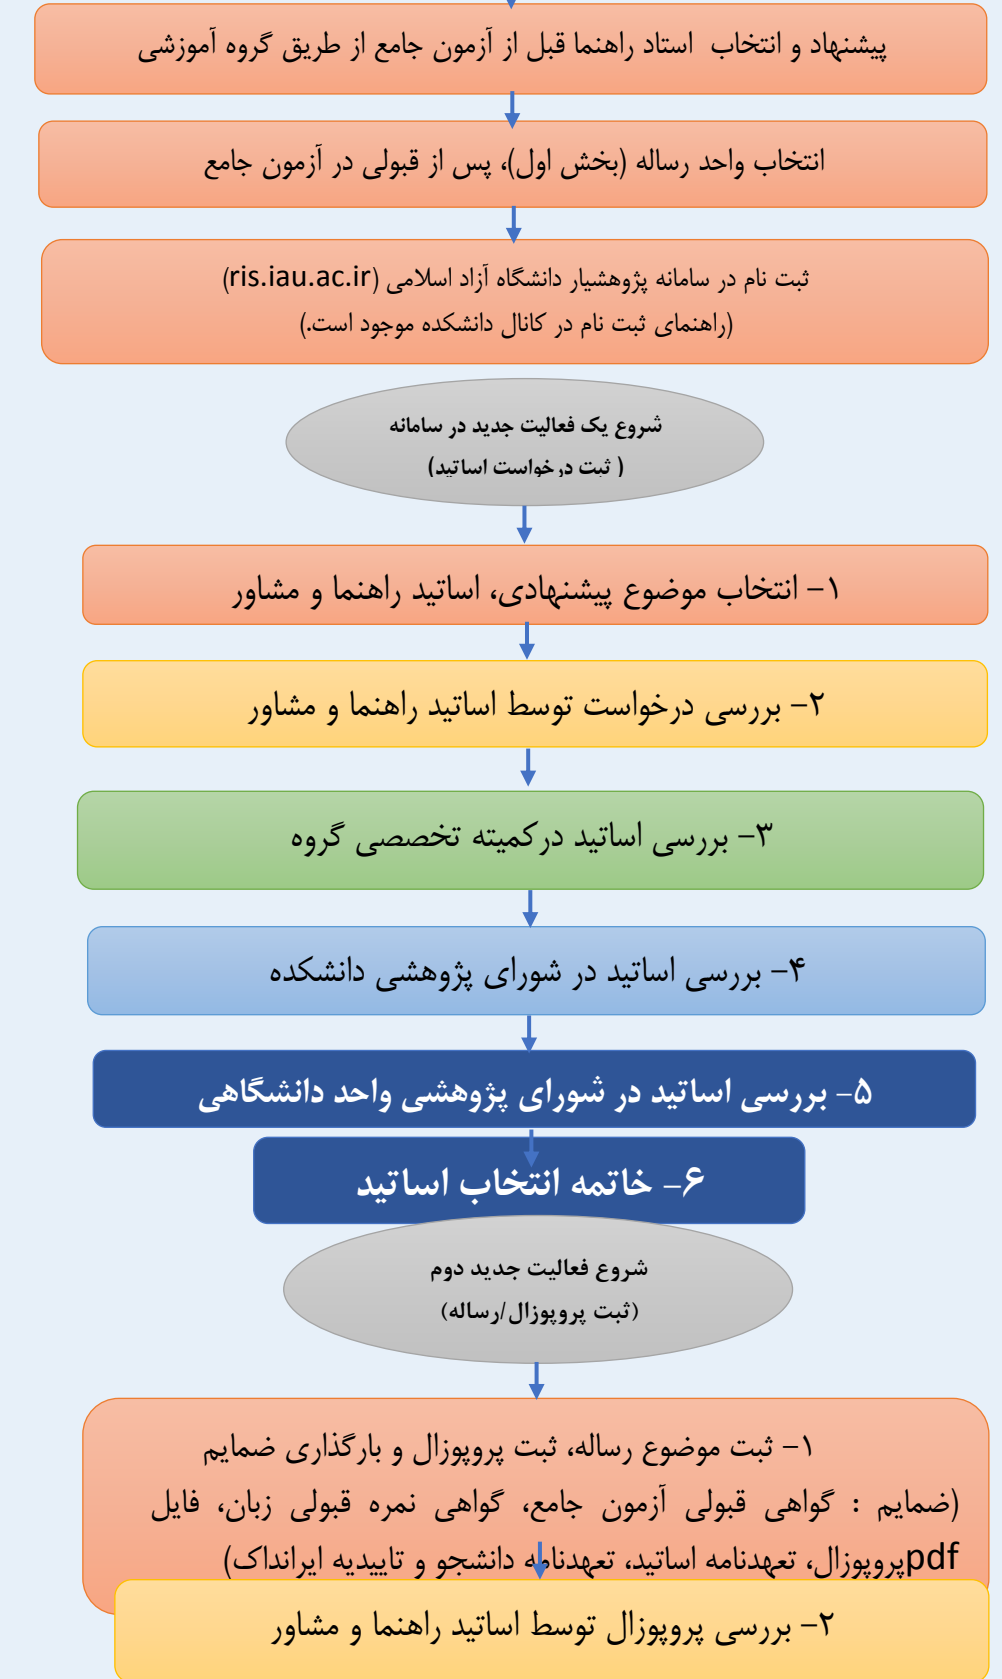 پیشنهاد و انتخاب استاد راهنما قبل از آزمون جامع از طریق گروه آموزشی
انتخاب واحد رساله (بخش اول)، پس از قبولی در آزمون جامع
ثبت نام در سامانه پژوهشیار دانشگاه آزاد اسلامی (ris.iau.ac.ir)
(راهنمای ثبت نام در کانال دانشکده موجود است.)
شروع یک فعالیت جدید در سامانه
( ثبت درخواست اساتید)
۱- انتخاب موضوع پیشنهادی، اساتید راهنما و مشاور
۲- بررسی درخواست توسط اساتید راهنما و مشاور
۳- بررسی اساتید درکمیته تخصصی گروه
۴- بررسی اساتید در شورای پژوهشی دانشکده
۵- بررسی اساتید در شورای پژوهشی واحد دانشگاهی
۶- خاتمه انتخاب اساتید
شروع فعالیت جدید دوم
(ثبت پروپوزال/رساله)
۱- ثبت موضوع رساله، ثبت پروپوزال و بارگذاری ضمایم
(ضمایم : گواهی قبولی آزمون جامع، گواهی نمره قبولی زبان، فایل
pdfپروپوزال، تعهدنامه اساتید، تعهدنامه دانشجو و تاییدیه ایرانداک)
۲- بررسی پروپوزال توسط اساتید راهنما و مشاور